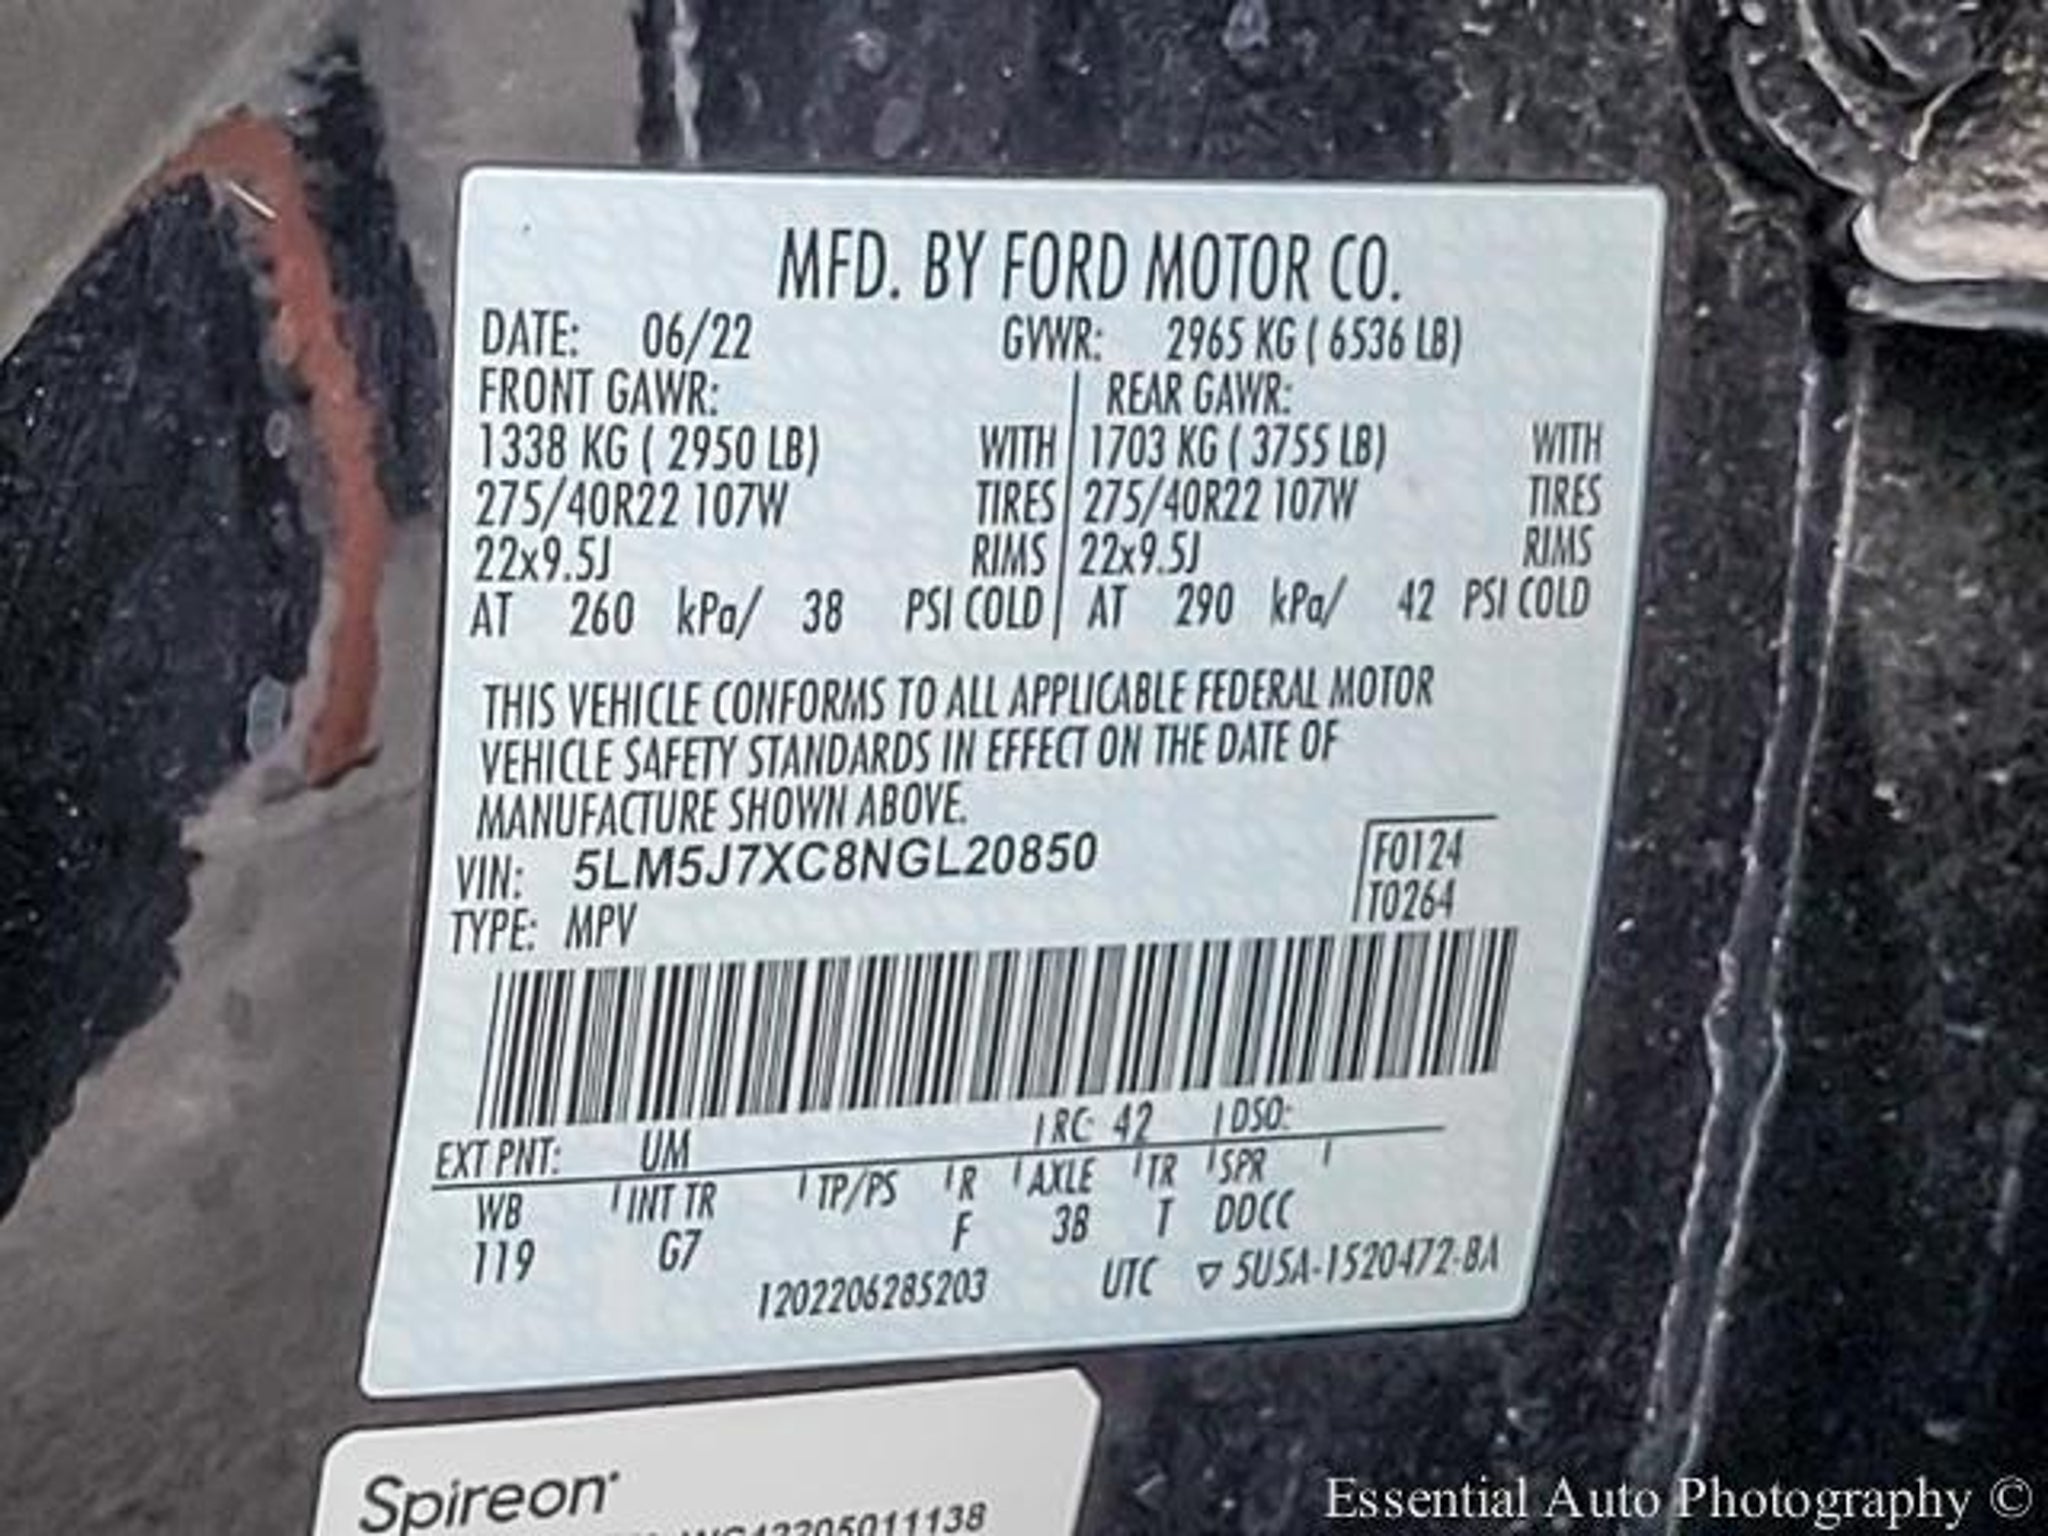 MFD. BY FORD MOTOR CO.
DATE: 06/22 GVWR: 2965 KG ( 6536 LB)
FRONT GAWR: REAR GAWR:
1338 KG ( 2950 LB) WITH 1703 KG ( 3755 LB) WITH
275/40R22 107W TIRES 275/40R22 107W TIRES
22x9.5J RIMS 22x9.5J RIMS
AT 260 kPa/ 38 PSI COLD AT 290 kPa/ 42 PSI COLD
THIS VEHICLE CONFORMS TO ALL APPLICABLE FEDERAL MOTOR
VEHICLE SAFETY STANDARDS IN EFFECT ON THE DATE OF
MANUFACTURE SHOWN ABOVE.
VIN: 5LM5J7XC8NGL20850 F0124
TYPE: MPV T0264
EXT PNT: UM RC: 42 DSO:
WB INT TR TP/PS R AXLE TR SPR
119 G7 F 3B T DDCC
1202206285203 UTC ▽ 5U5A-1520472-BA
Spireon
Essential Auto Photography ©